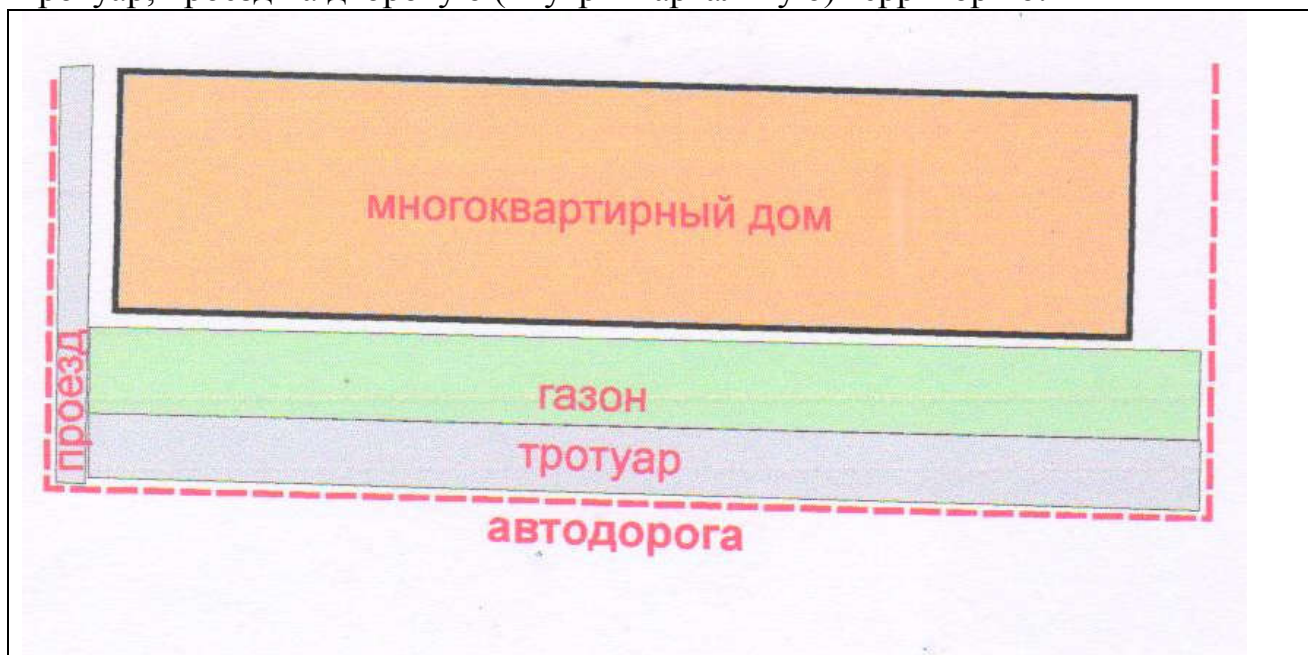 многоквартирный дом
проезд
газон
тротуар
автодорога